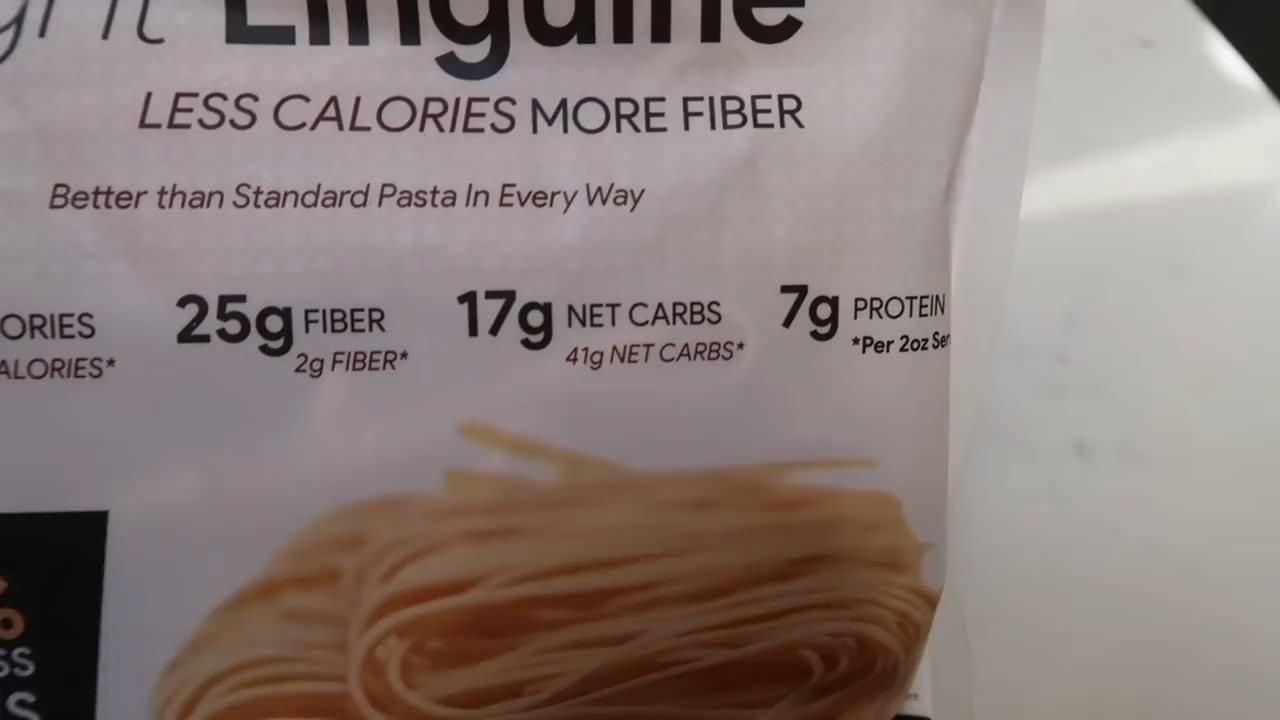 Linguine
LESS CALORIES MORE FIBER
Better than Standard Pasta In Every Way
ORIES 25g FIBER 17g NET CARBS 7g PROTEIN
ALORIES* 2g FIBER* 41g NET CARBS* *Per 2oz Ser
SS
S